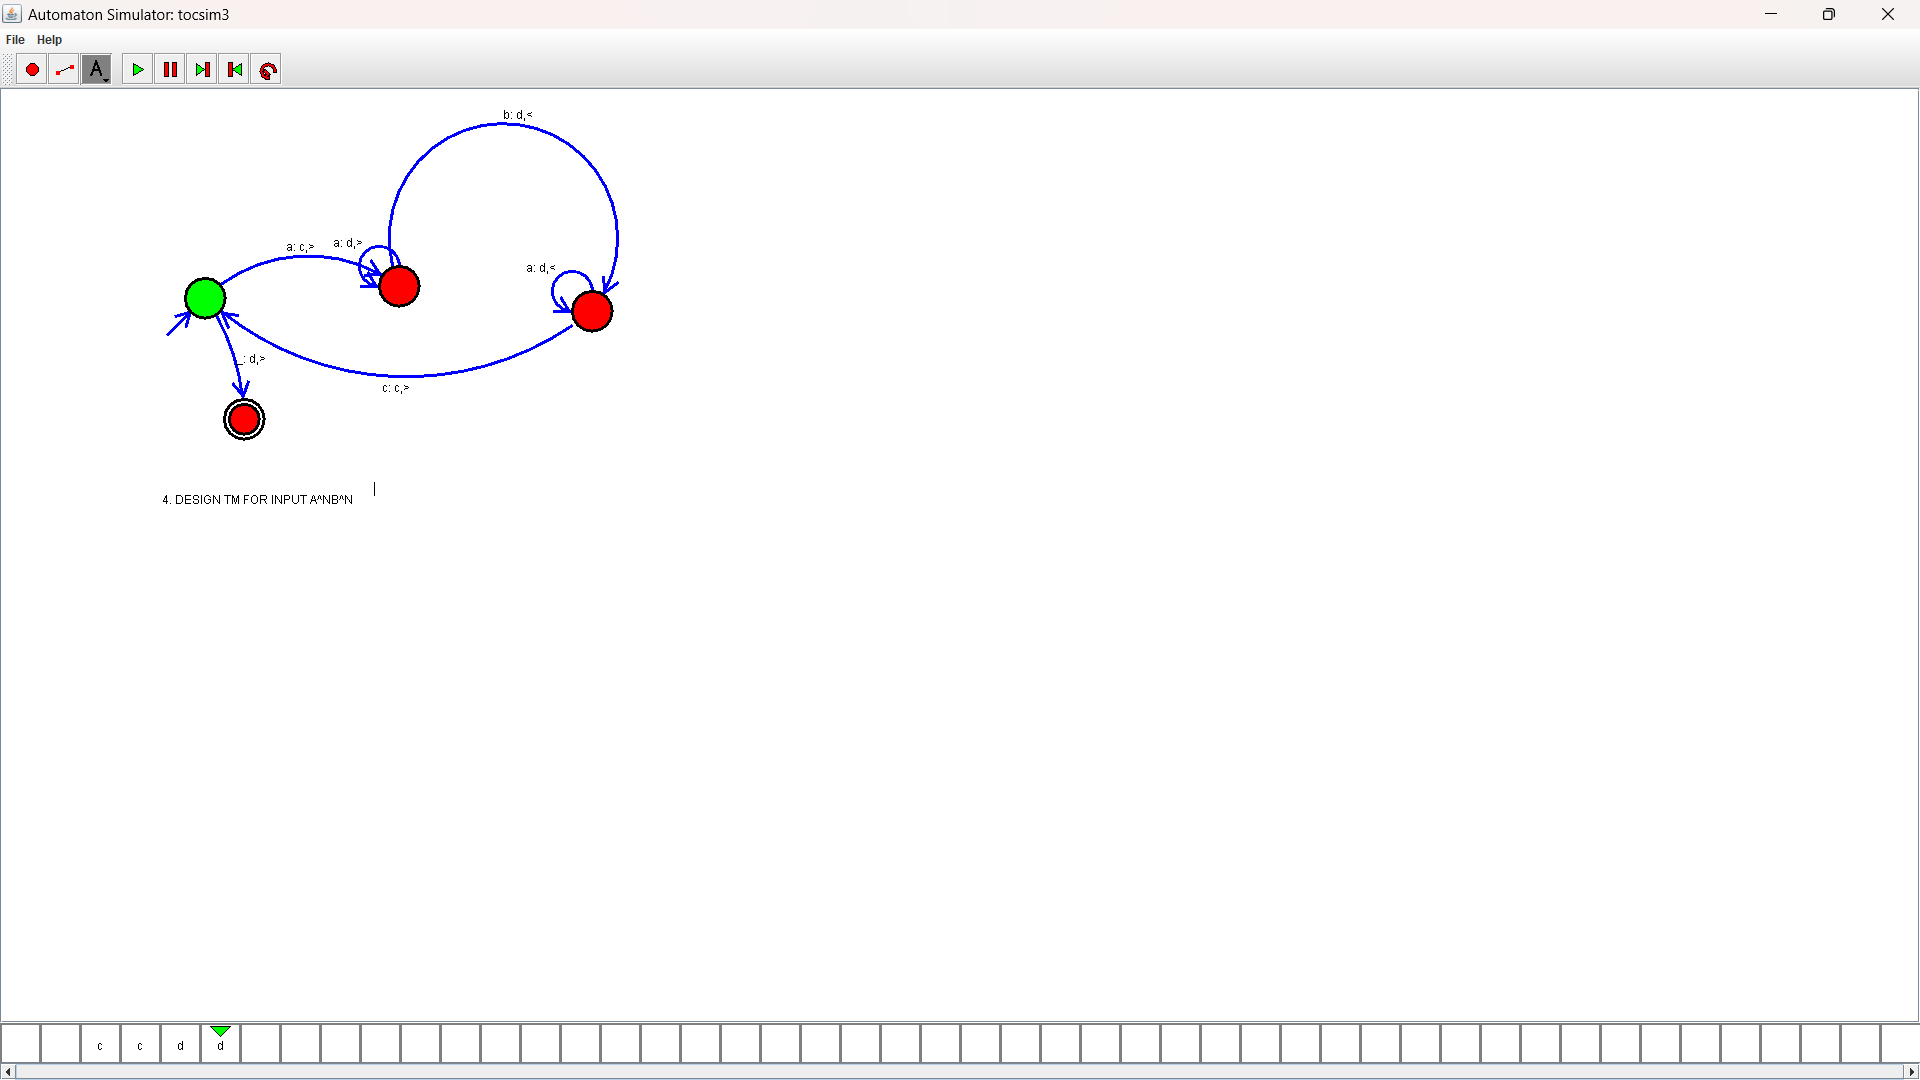 Automaton Simulator: tocsim3
File Help
A
b: d,<
a: c,> a: d,>
a: d,<
_: d,>
c: c,>
4. DESIGN TM FOR INPUT A^NB^N
c c d d